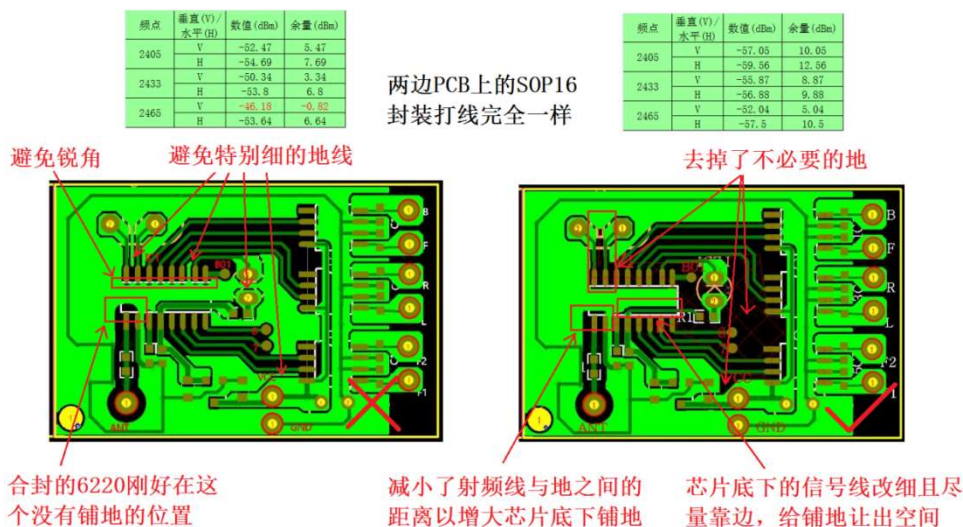 频点 垂直(V)/水平(H) 数值(dBm) 余量(dBm)
2405 V -52.47 5.47
H -54.69 7.69
2433 V -50.34 3.34
H -53.8 6.8
2465 V -46.18 -0.82
H -53.64 6.64
频点 垂直(V)/水平(H) 数值(dBm) 余量(dBm)
2405 V -57.05 10.05
H -59.56 12.56
2433 V -55.87 8.87
H -56.88 9.88
2465 V -52.04 5.04
H -57.5 10.5
两边PCB上的SOP16
封装打线完全一样
避免锐角
避免特别细的地线
去掉了不必要的地
B
F
R
L
F2
F1
VCC
ANT
GND
B
F
R
L
F2
R1
ANT
GND
合封的6220刚好在这
个没有铺地的位置
减小了射频线与地之间的
距离以增大芯片底下铺地
芯片底下的信号线改细且尽
量靠边，给铺地让出空间